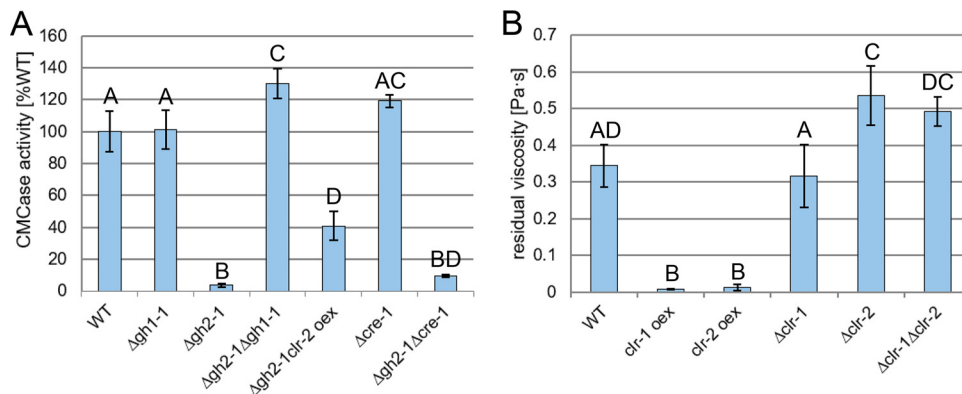 A
CMCase activity [%WT]
160
140
120
100
80
60
40
20
0
A
A
B
C
D
AC
BD
WT
Δgh1-1
Δgh2-1
Δgh2-1Δgh1-1
Δgh2-1clr-2 oex
Δcre-1
Δgh2-1Δcre-1
B
residual viscosity [Pa·s]
0.7
0.6
0.5
0.4
0.3
0.2
0.1
0
AD
B
B
A
C
DC
WT
clr-1 oex
clr-2 oex
Δclr-1
Δclr-2
Δclr-1Δclr-2